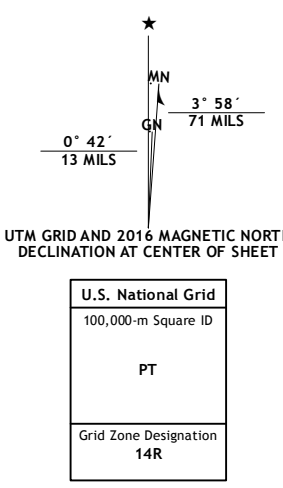 ★
MN
3° 58´
71 MILS
GN
0° 42´
13 MILS
UTM GRID AND 2016 MAGNETIC NORT
DECLINATION AT CENTER OF SHEET
U.S. National Grid
100,000-m Square ID
PT
Grid Zone Designation
14R